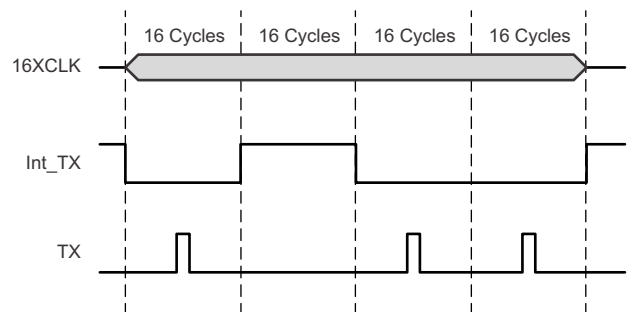 16 Cycles 16 Cycles 16 Cycles 16 Cycles
16XCLK
Int_TX
TX